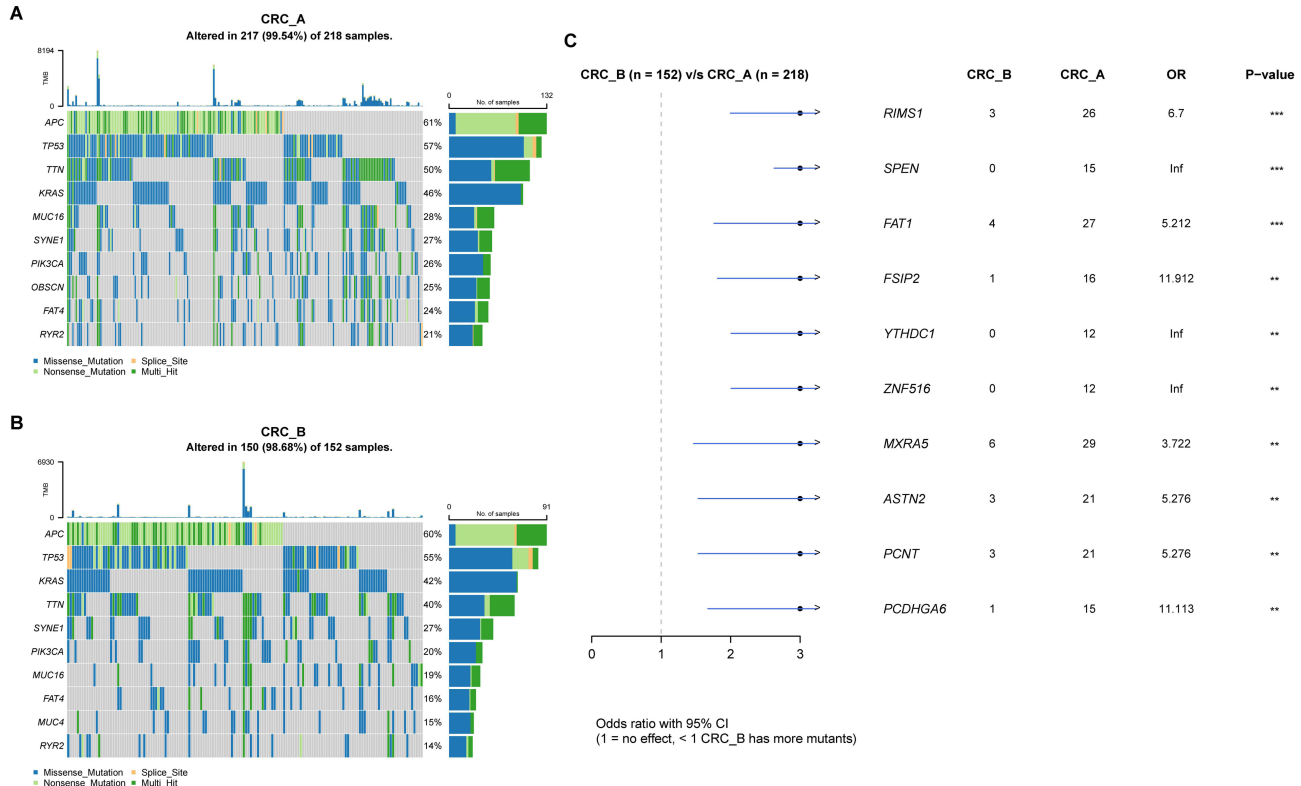 A
CRC_A
Altered in 217 (99.54%) of 218 samples.
8194
TMB
0
0 132
No. of samples
APC 61%
TP53 57%
TTN 50%
KRAS 46%
MUC16 28%
SYNE1 27%
PIK3CA 26%
OBSCN 25%
FAT4 24%
RYR2 21%
Missense_Mutation Splice_Site
Nonsense_Mutation Multi_Hit
B
CRC_B
Altered in 150 (98.68%) of 152 samples.
6930
TMB
0
0 91
No. of samples
APC 60%
TP53 55%
KRAS 42%
TTN 40%
SYNE1 27%
PIK3CA 20%
MUC16 19%
FAT4 16%
MUC4 15%
RYR2 14%
Missense_Mutation Splice_Site
Nonsense_Mutation Multi_Hit
C
CRC_B (n = 152) v/s CRC_A (n = 218) CRC_B CRC_A OR P−value
RIMS1 3 26 6.7 ***
SPEN 0 15 Inf ***
FAT1 4 27 5.212 ***
FSIP2 1 16 11.912 **
YTHDC1 0 12 Inf **
ZNF516 0 12 Inf **
MXRA5 6 29 3.722 **
ASTN2 3 21 5.276 **
PCNT 3 21 5.276 **
PCDHGA6 1 15 11.113 **
0 1 2 3
Odds ratio with 95% CI
(1 = no effect, < 1 CRC_B has more mutants)